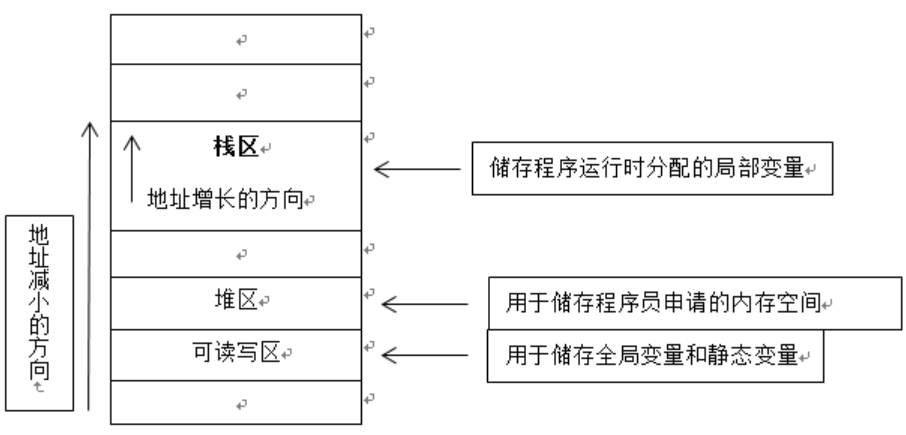 栈区
地址增长的方向
储存程序运行时分配的局部变量
地址减小的方向
堆区
用于储存程序员申请的内存空间
可读写区
用于储存全局变量和静态变量